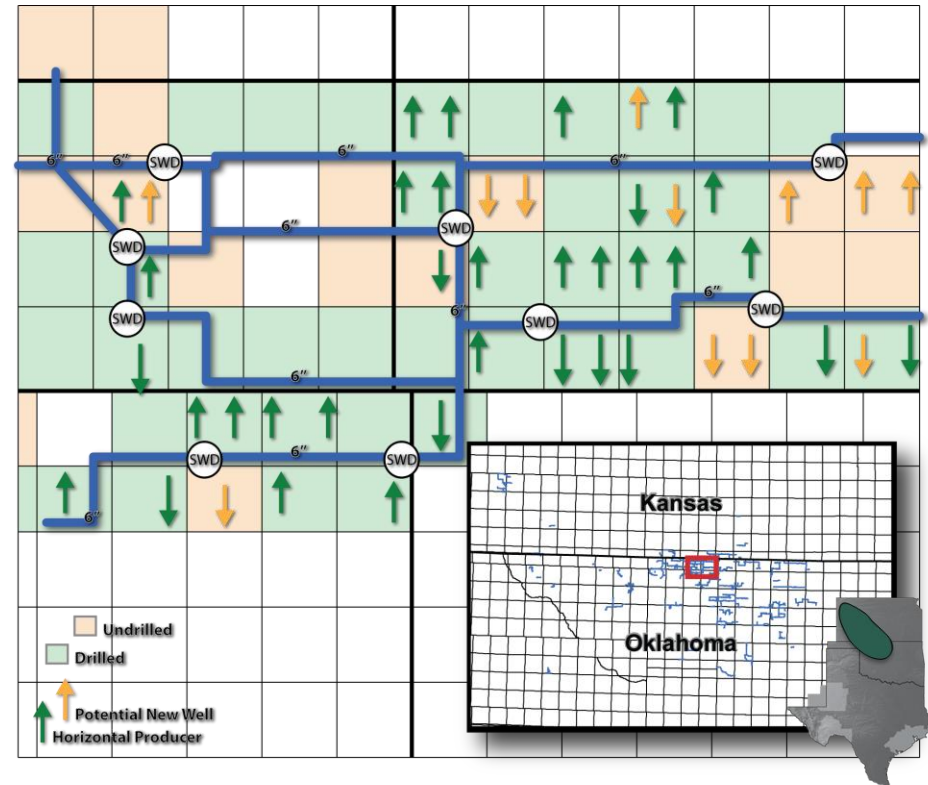 6″
6″
6″
SWD
6″
SWD
6″
SWD
SWD
6″
SWD
6″
SWD
SWD
6″
6″
SWD
SWD
6″
Kansas
Oklahoma
Undrilled
Drilled
Potential New Well
Horizontal Producer